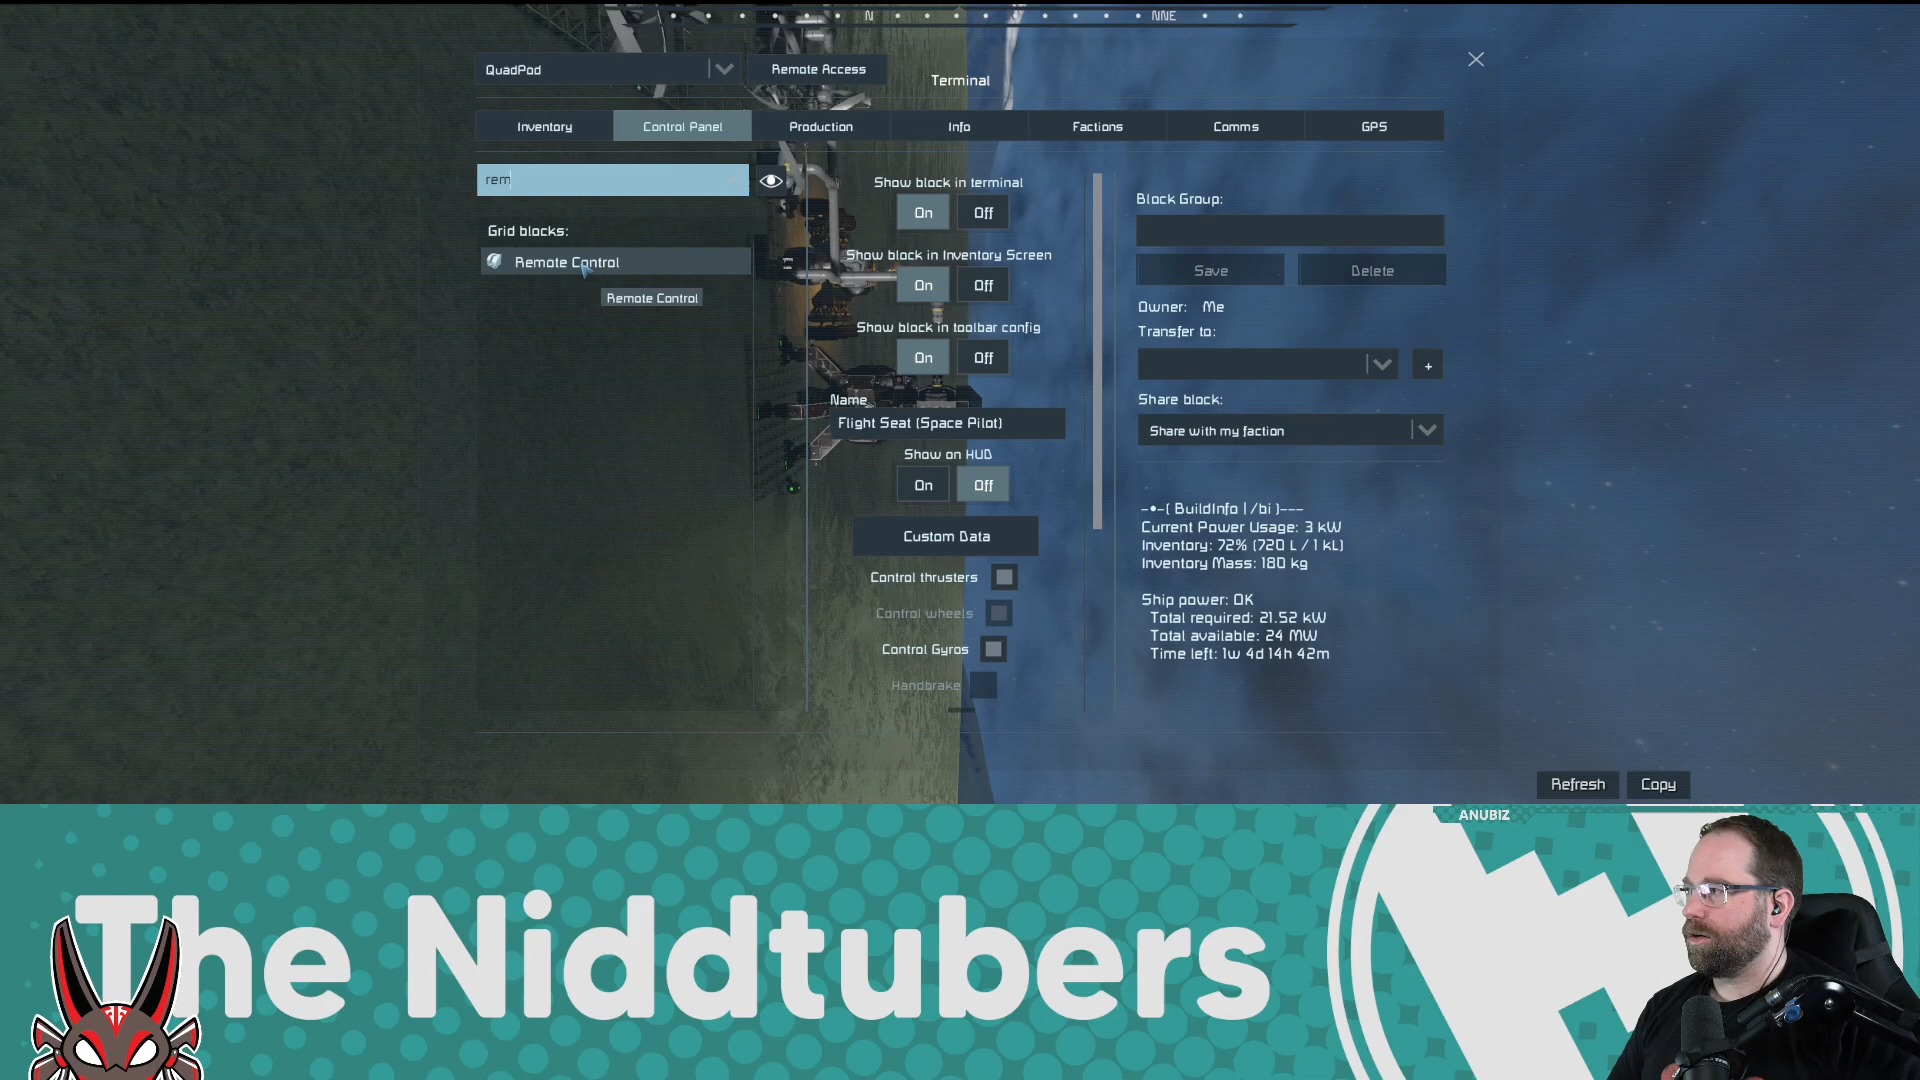 N
NNE
QuadPod
Remote Access
Terminal
Inventory
Control Panel
Production
Info
Factions
Comms
GPS
rem
Grid blocks:
Remote Control
Remote Control
Show block in terminal
On
Off
Show block in Inventory Screen
On
Off
Show block in toolbar config
On
Off
Name
Flight Seat (Space Pilot)
Show on HUD
On
Off
Custom Data
Control thrusters
Control wheels
Control Gyros
Handbrake
Block Group:
Save
Delete
Owner: Me
Transfer to:
+
Share block:
Share with my faction
-•-( BuildInfo | /bi )---
Current Power Usage: 3 kW
Inventory: 72% (720 L / 1 kL)
Inventory Mass: 180 kg
Ship power: OK
Total required: 21.52 kW
Total available: 24 MW
Time left: 1w 4d 14h 42m
Refresh
Copy
ANUBIZ
The Niddtubers